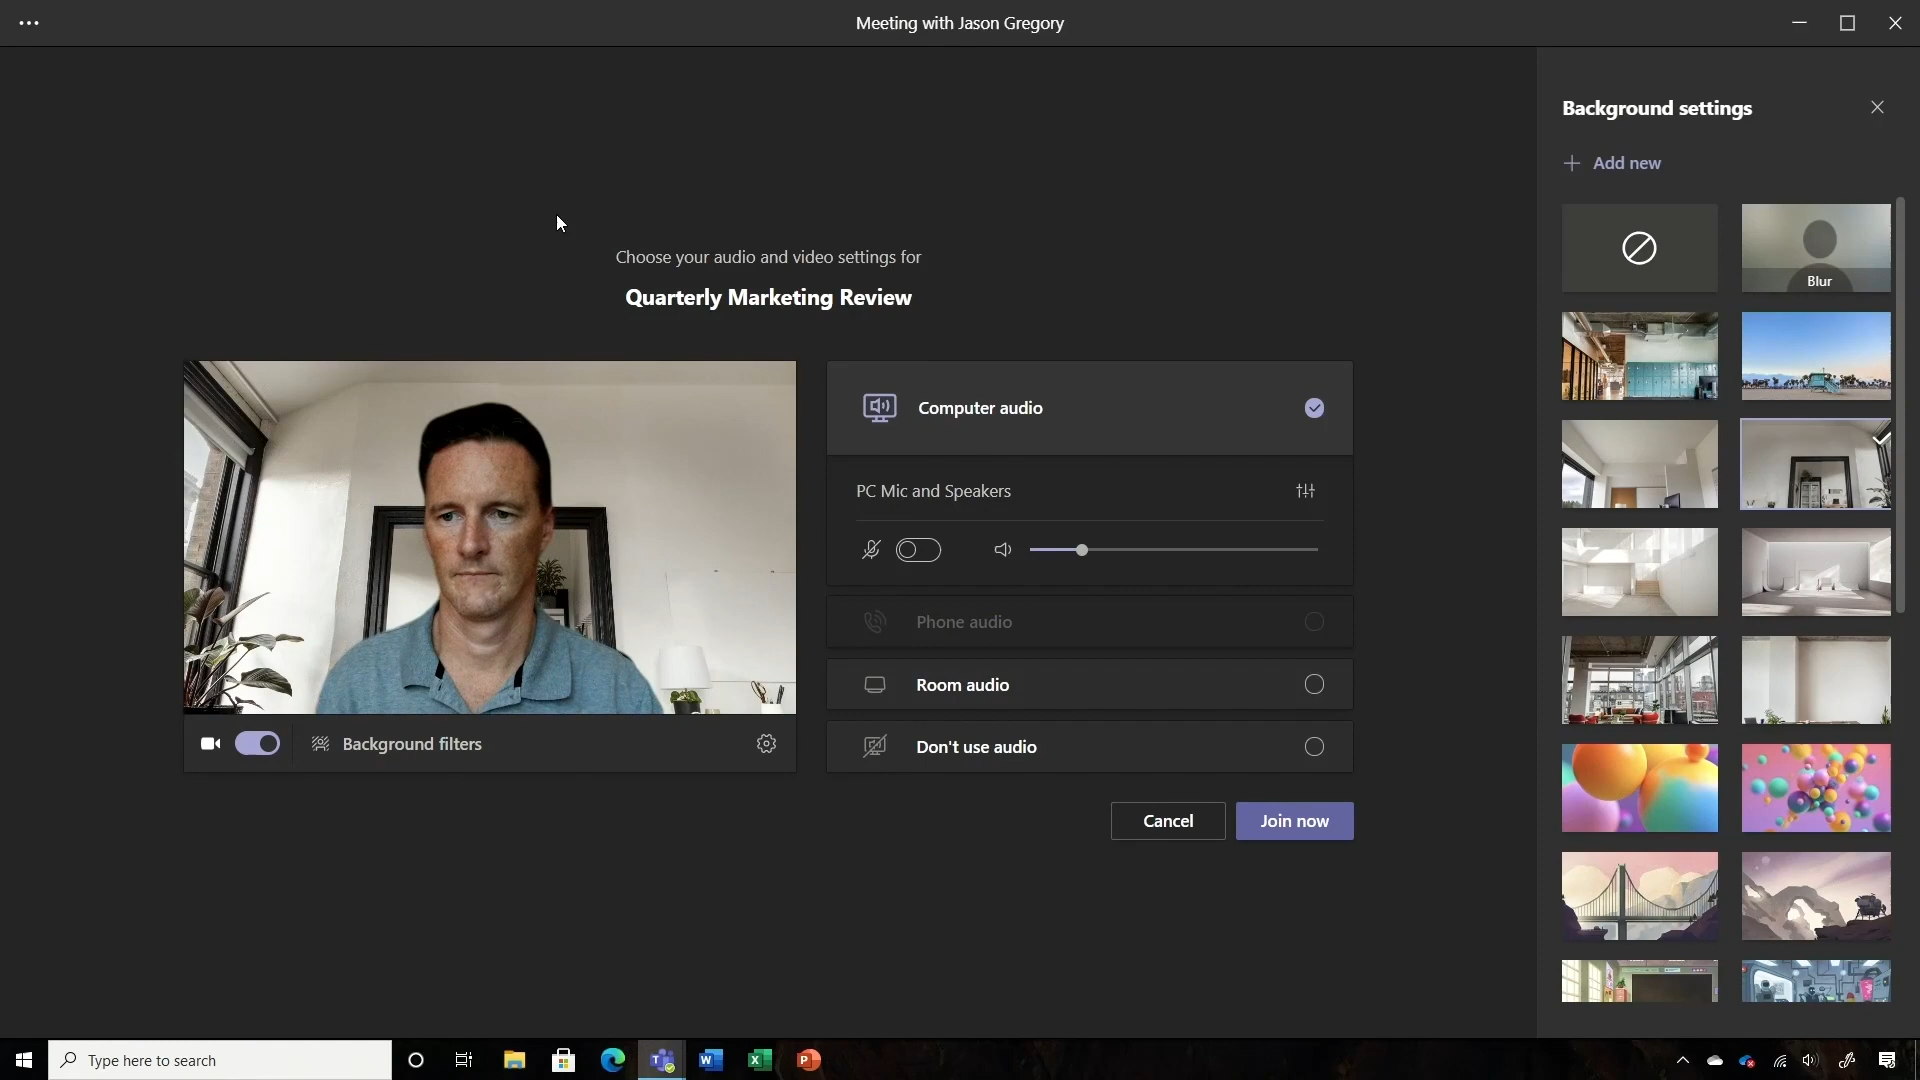 Meeting with Jason Gregory
Background settings
Add new
Blur
Choose your audio and video settings for
Quarterly Marketing Review
Computer audio
PC Mic and Speakers
Phone audio
Room audio
Don't use audio
Background filters
Cancel
Join now
Type here to search